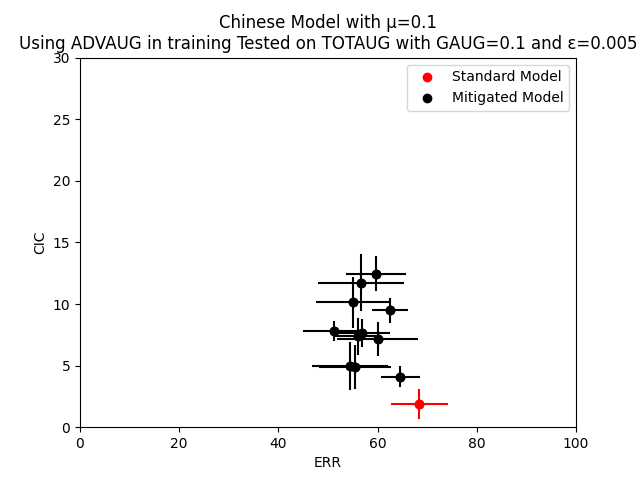 Chinese Model with μ=0.1
Using ADVAUG in training Tested on TOTAUG with GAUG=0.1 and ε=0.005
Standard Model
Mitigated Model
30
25
20
15
10
5
0
CIC
0 20 40 60 80 100
ERR